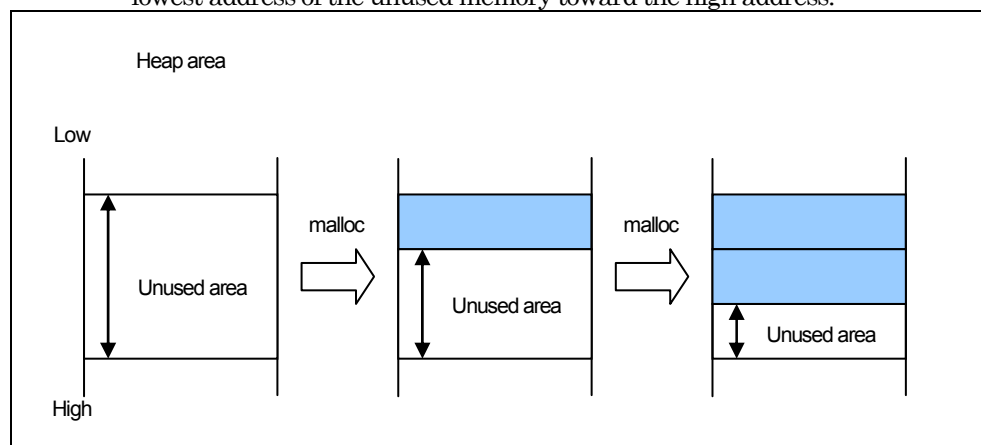 lowest address of the unused memory toward the high address.
Heap area
Low
malloc
malloc
Unused area
Unused area
Unused area
High